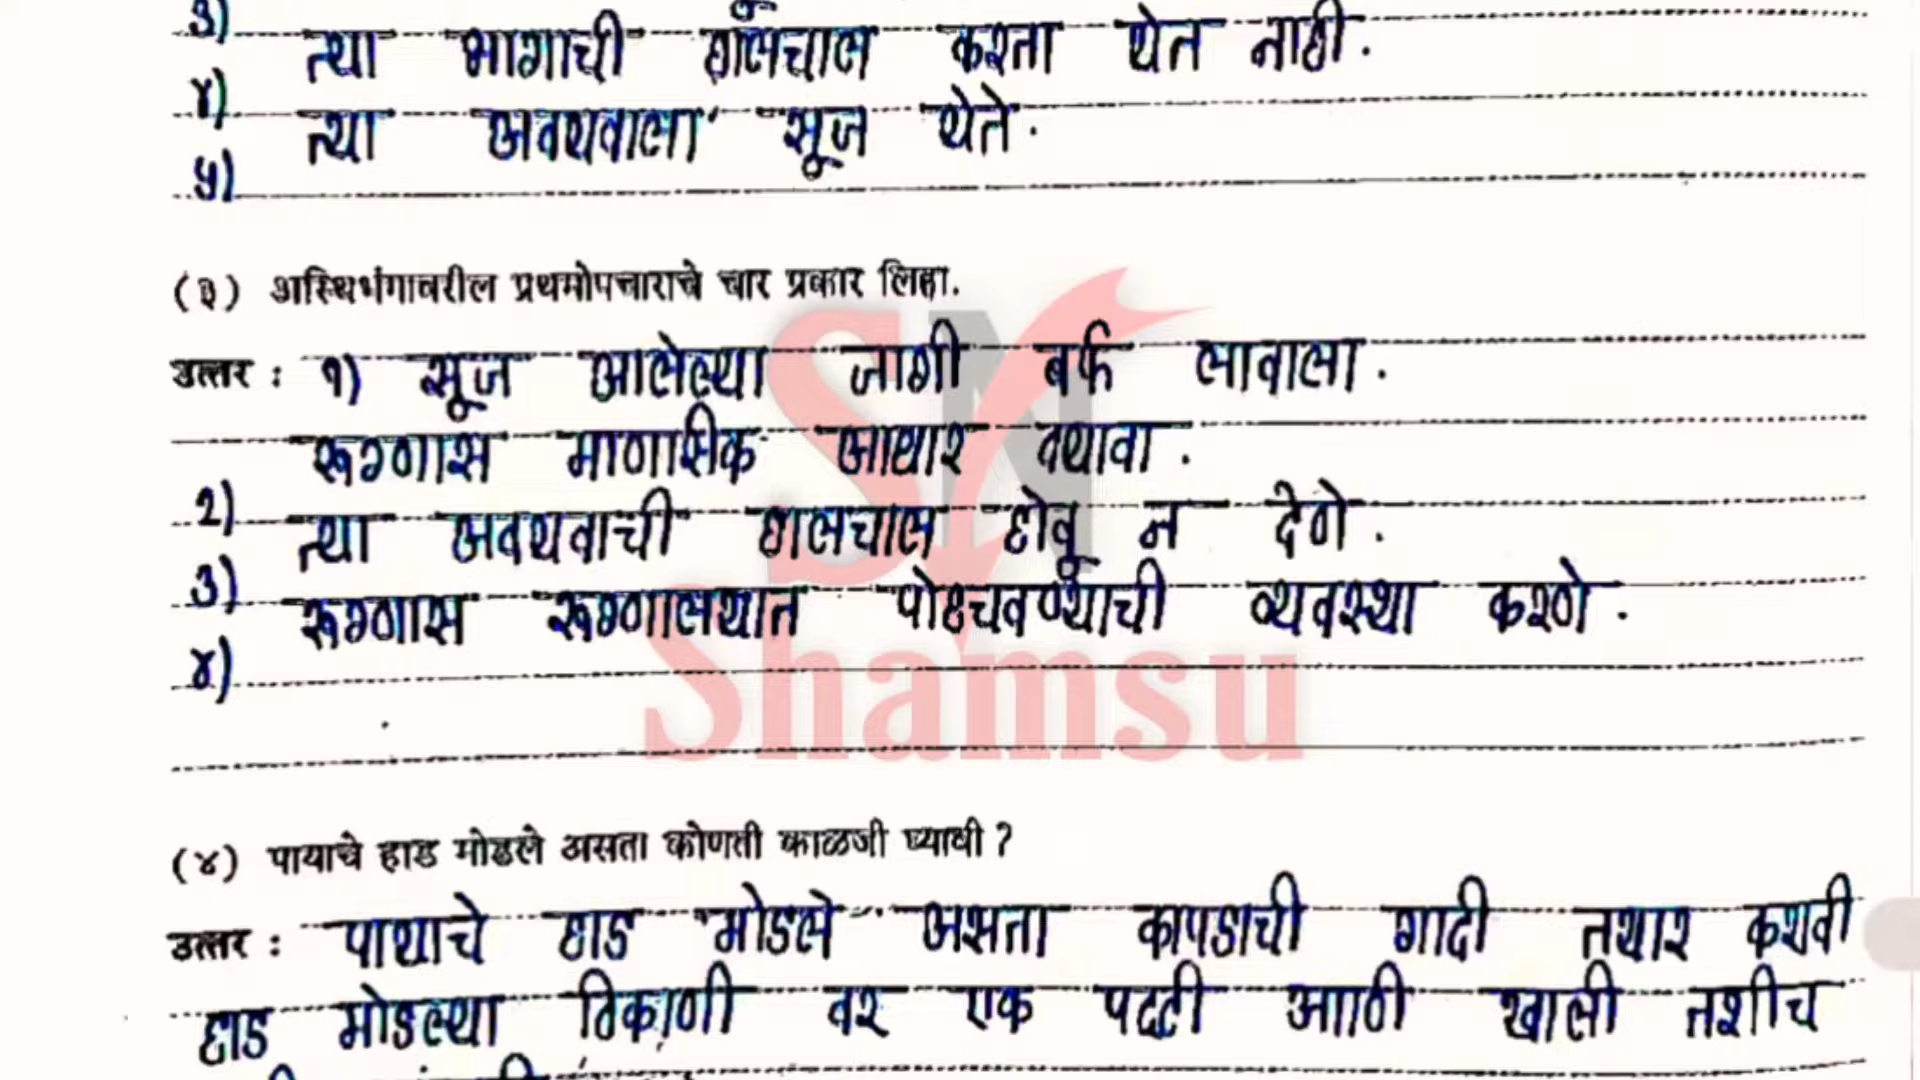 ३)
त्या भागाची हालचाल करता येत नाही.
४)
त्या अवयवाला सूज येते.
५)
(३) अस्थिभंगावरील प्रथमोपचाराचे चार प्रकार लिहा.
उत्तर : १) सूज आलेल्या जागी बर्फ लावाला.
रूग्णास माणसिक आधार दयावा.
२)
त्या अवयवाची हालचाल होवू न देणे.
३)
रूग्णास रूग्णालयात पोहचवण्याची व्यवस्था करणे.
४)
Shamsu
(४) पायाचे हाड मोडले असता कोणती काळजी घ्यावी ?
उत्तर : पायाचे हाड मोडले असता कापडाची गादी तयार करावी
हाड मोडल्या ठिकाणी वर एक पट्टी आणी खाली तशीच